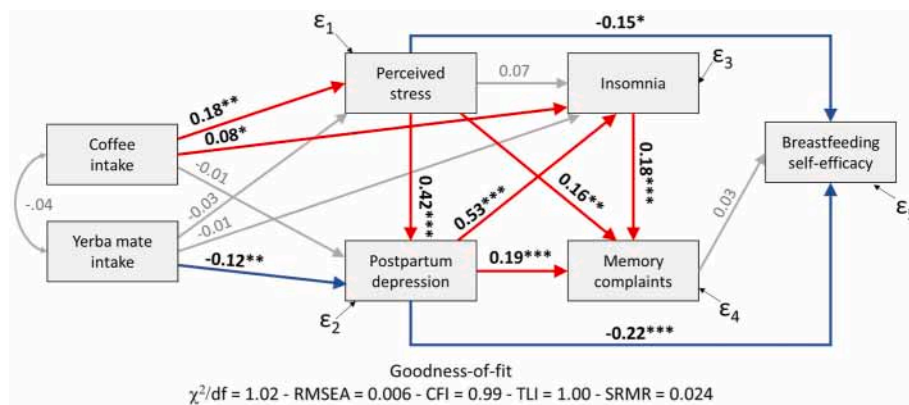 -0.15*
ε1
Perceived
stress
0.07
Insomnia
ε3
0.18**
0.08*
Coffee
intake
-0.01
-.04
-0.03
-0.01
Yerba mate
intake
-0.12**
0.42***
0.53***
0.16**
0.18***
0.03
Breastfeeding
self-efficacy
Postpartum
depression
0.19***
Memory
complaints
ε2
ε4
-0.22***
Goodness-of-fit
χ²/df = 1.02 - RMSEA = 0.006 - CFI = 0.99 - TLI = 1.00 - SRMR = 0.024